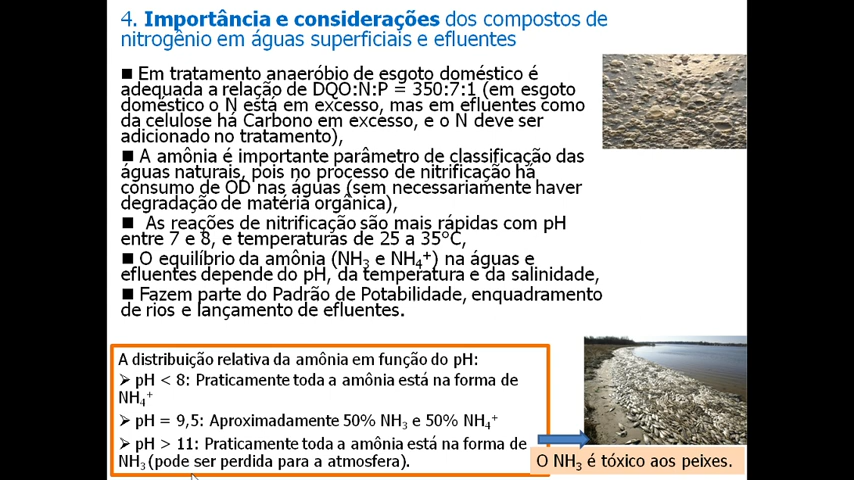 4. Importância e considerações dos compostos de
nitrogênio em águas superficiais e efluentes
■ Em tratamento anaeróbio de esgoto doméstico é
adequada a relação de DQO:N:P = 350:7:1 (em esgoto
doméstico o N está em excesso, mas em efluentes como
da celulose há Carbono em excesso, e o N deve ser
adicionado no tratamento),
■ A amônia é importante parâmetro de classificação das
águas naturais, pois no processo de nitrificação há
consumo de OD nas águas (sem necessariamente haver
degradação de matéria orgânica),
■ As reações de nitrificação são mais rápidas com pH
entre 7 e 8, e temperaturas de 25 a 35°C,
■ O equilíbrio da amônia (NH₃ e NH₄⁺) na águas e
efluentes depende do pH, da temperatura e da salinidade,
■ Fazem parte do Padrão de Potabilidade, enquadramento
de rios e lançamento de efluentes.
A distribuição relativa da amônia em função do pH:
➢ pH < 8: Praticamente toda a amônia está na forma de
NH₄⁺
➢ pH = 9,5: Aproximadamente 50% NH₃ e 50% NH₄⁺
➢ pH > 11: Praticamente toda a amônia está na forma de
NH₃ (pode ser perdida para a atmosfera).
O NH₃ é tóxico aos peixes.